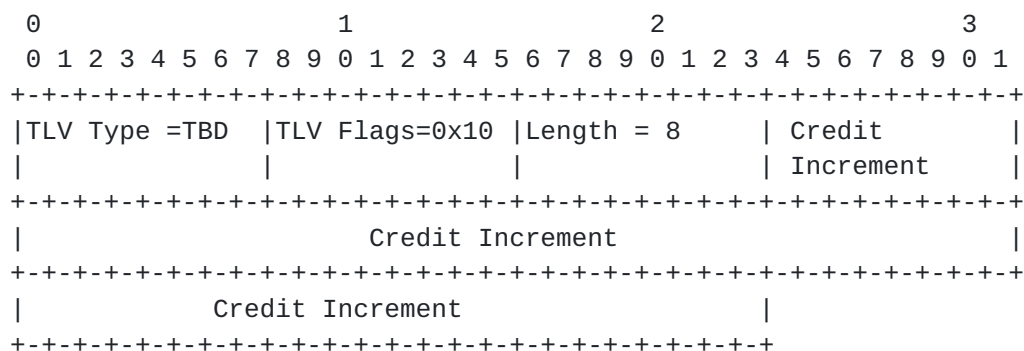 0                   1                   2                   3
 0 1 2 3 4 5 6 7 8 9 0 1 2 3 4 5 6 7 8 9 0 1 2 3 4 5 6 7 8 9 0 1
+-+-+-+-+-+-+-+-+-+-+-+-+-+-+-+-+-+-+-+-+-+-+-+-+-+-+-+-+-+-+-+-+
|TLV Type =TBD  |TLV Flags=0x10 |Length = 8     | Credit        |
|               |               |               | Increment     |
+-+-+-+-+-+-+-+-+-+-+-+-+-+-+-+-+-+-+-+-+-+-+-+-+-+-+-+-+-+-+-+-+
|                      Credit Increment                         |
+-+-+-+-+-+-+-+-+-+-+-+-+-+-+-+-+-+-+-+-+-+-+-+-+-+-+-+-+-+-+-+-+
|            Credit Increment                   |
+-+-+-+-+-+-+-+-+-+-+-+-+-+-+-+-+-+-+-+-+-+-+-+-+